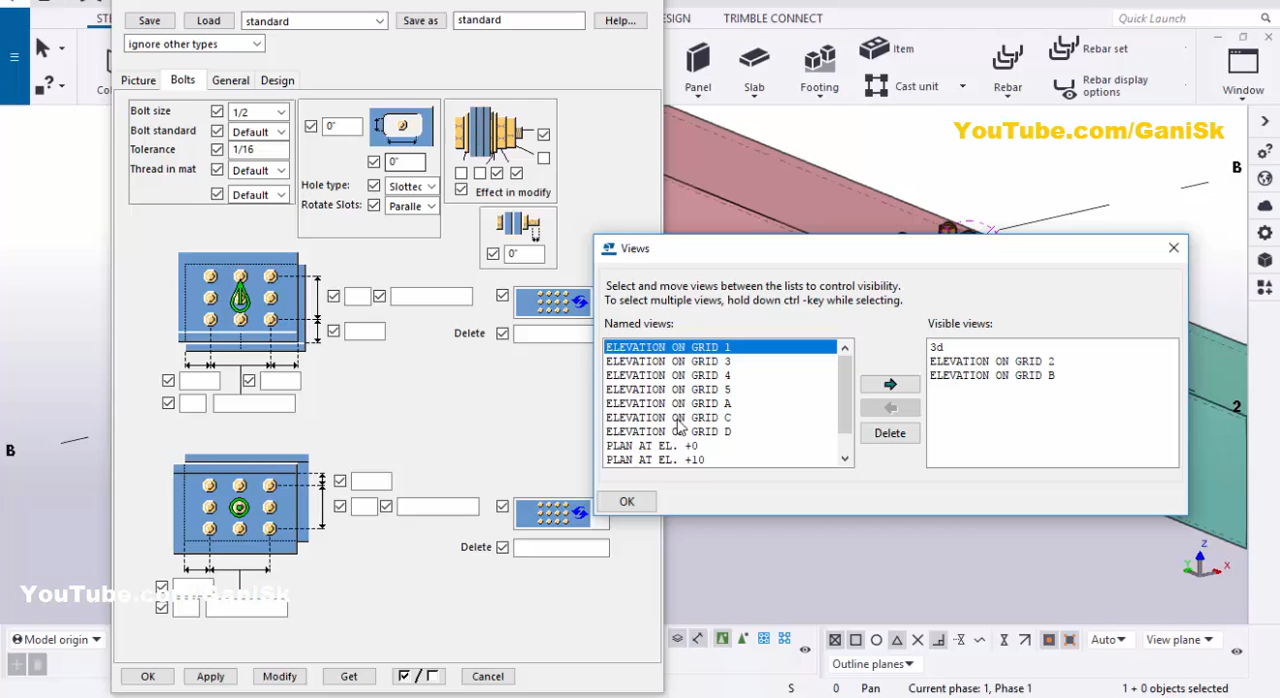 DESIGN
TRIMBLE CONNECT
Quick Launch
Save
Load
standard
Save as
standard
Help...
ignore other types
Picture
Bolts
General
Design
Panel
Slab
Footing
Item
Cast unit
Rebar
Rebar set
Rebar display
options
Window
Bolt size
1/2
Bolt standard
Default
Tolerance
1/16
Thread in mat
Default
Default
0"
0"
Hole type:
Slotted
Rotate Slots:
Paralle
Effect in modify
0"
YouTube.com/GaniSk
B
Views
Select and move views between the lists to control visibility.
To select multiple views, hold down ctrl -key while selecting.
Named views:
Visible views:
ELEVATION ON GRID 1
ELEVATION ON GRID 3
ELEVATION ON GRID 4
ELEVATION ON GRID 5
ELEVATION ON GRID A
ELEVATION ON GRID C
ELEVATION ON GRID D
PLAN AT EL. +0
PLAN AT EL. +10
3d
ELEVATION ON GRID 2
ELEVATION ON GRID B
Delete
OK
Delete
2
B
Delete
Z
Y
X
YouTube.com/GaniSk
Model origin
Auto
View plane
Outline planes
OK
Apply
Modify
Get
/
Cancel
S
0
Pan
Current phase: 1, Phase 1
1 + 0 objects selected